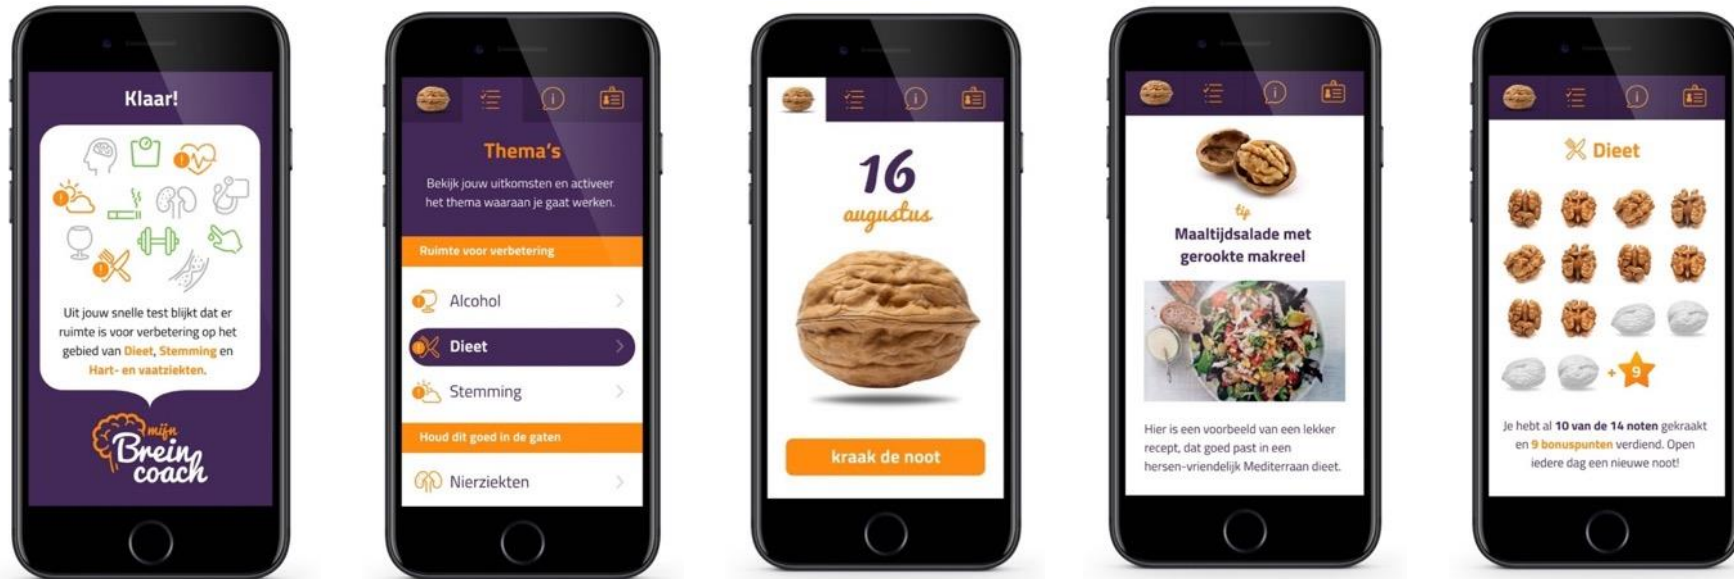 Klaar!
Uit jouw snelle test blijkt dat er
ruimte is voor verbetering op het
gebied van Dieet, Stemming en
Hart- en vaatziekten.
mijn
Brein
coach
Thema's
Bekijk jouw uitkomsten en activeer
het thema waaraan je gaat werken.
Ruimte voor verbetering
Alcohol
Dieet
Stemming
Houd dit goed in de gaten
Nierziekten
16
augustus
kraak de noot
tip
Maaltijdsalade met
gerookte makreel
Hier is een voorbeeld van een lekker
recept, dat goed past in een
hersen-vriendelijk Mediterraan dieet.
Dieet
+ 9
Je hebt al 10 van de 14 noten gekraakt
en 9 bonuspunten verdiend. Open
iedere dag een nieuwe noot!